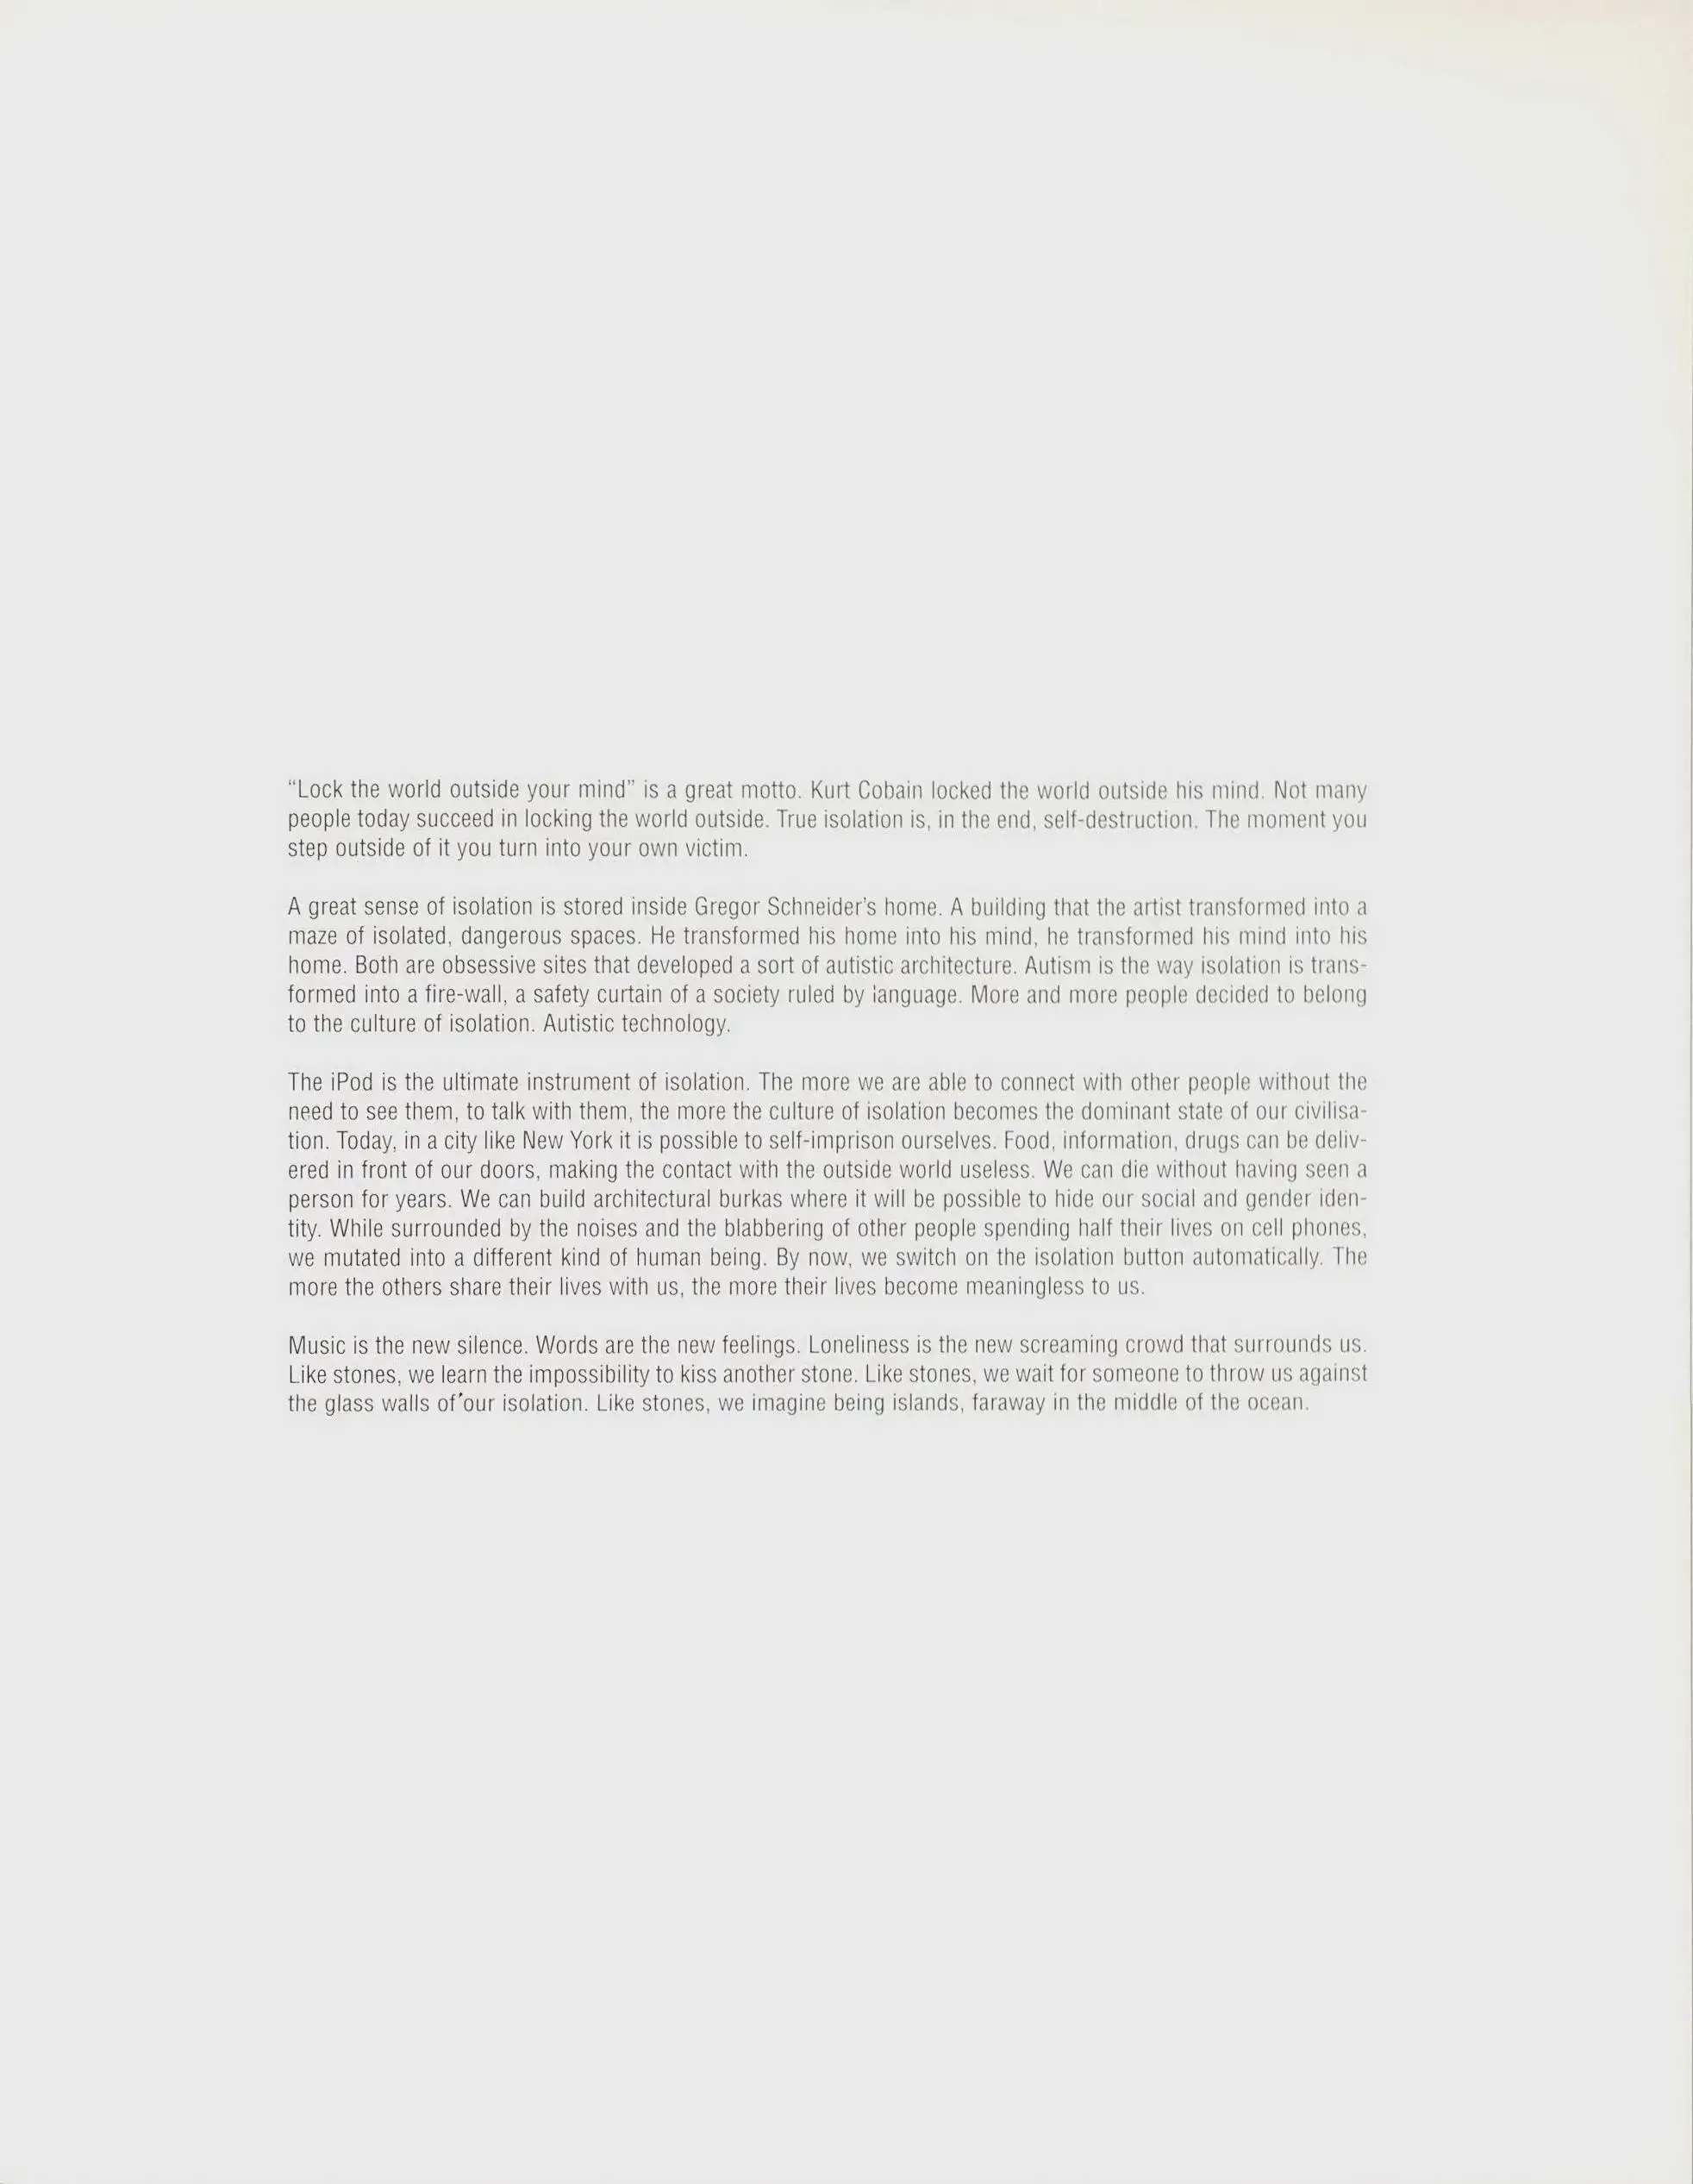 “Lock the world outside your mind” is a great motto. Kurt Cobain locked the world outside his mind. Not many
people today succeed in locking the world outside. True isolation is, in the end, self-destruction. The moment you
step outside of it you turn into your own victim.
A great sense of isolation is stored inside Gregor Schneider's home. A building that the artist transformed into a
maze of isolated, dangerous spaces. He transformed his home into his mind, he transformed his mind into his
home. Both are obsessive sites that developed a sort of autistic architecture. Autism is the way isolation is trans-
formed into a fire-wall, a safety curtain of a society ruled by language. More and more people decided to belong
to the culture of isolation. Autistic technology.
The iPod is the ultimate instrument of isolation. The more we are able to connect with other people without the
need to see them, to talk with them, the more the culture of isolation becomes the dominant state of our civilisa-
tion. Today, in a city like New York it is possible to self-imprison ourselves. Food, information, drugs can be deliv-
ered in front of our doors, making the contact with the outside world useless. We can die without having seen a
person for years. We can build architectural burkas where it will be possible to hide our social and gender iden-
tity. While surrounded by the noises and the blabbering of other people spending half their lives on cell phones,
we mutated into a different kind of human being. By now, we switch on the isolation button automatically. The
more the others share their lives with us, the more their lives become meaningless to us.
Music is the new silence. Words are the new feelings. Loneliness is the new screaming crowd that surrounds us.
Like stones, we learn the impossibility to kiss another stone. Like stones, we wait for someone to throw us against
the glass walls of our isolation. Like stones, we imagine being islands, faraway in the middle of the ocean.